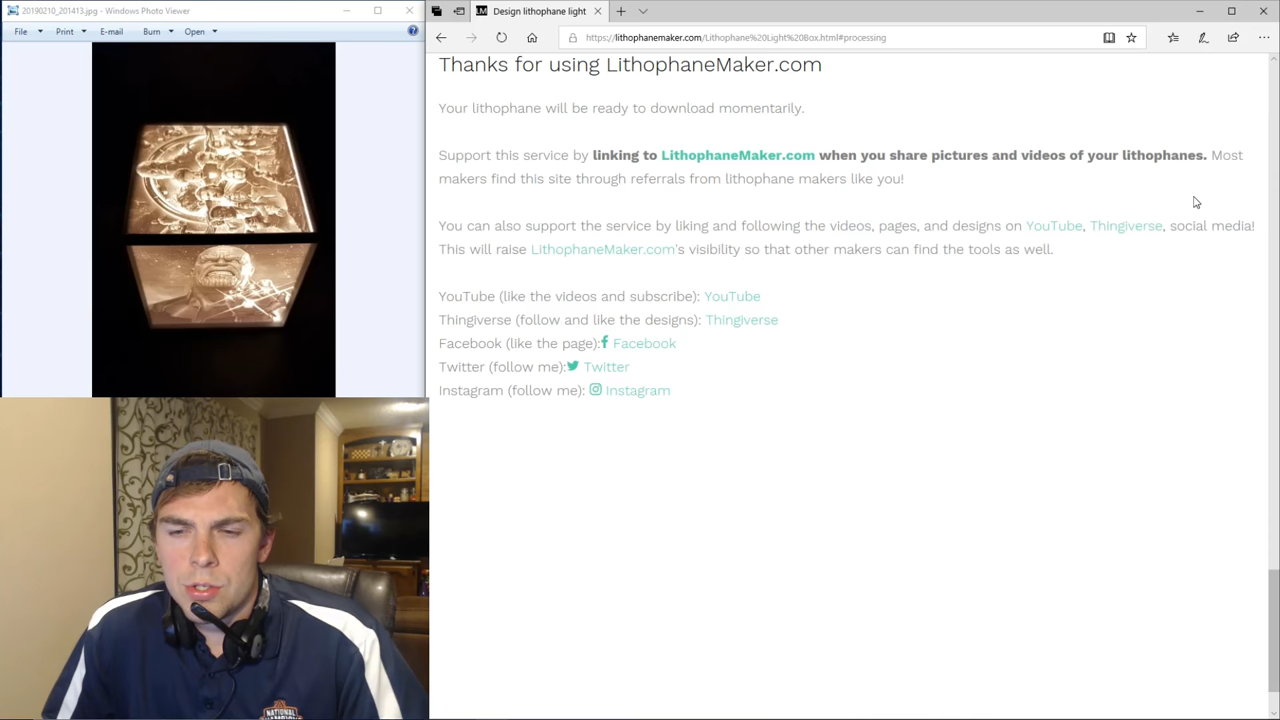 20190210_201413.jpg - Windows Photo Viewer
File Print E-mail Burn Open
Design lithophane light
https://lithophanemaker.com/Lithophane%20Light%20Box.html#processing
Thanks for using LithophaneMaker.com
Your lithophane will be ready to download momentarily.
Support this service by linking to LithophaneMaker.com when you share pictures and videos of your lithophanes. Most
makers find this site through referrals from lithophane makers like you!
You can also support the service by liking and following the videos, pages, and designs on YouTube, Thingiverse, social media!
This will raise LithophaneMaker.com's visibility so that other makers can find the tools as well.
YouTube (like the videos and subscribe): YouTube
Thingiverse (follow and like the designs): Thingiverse
Facebook (like the page): Facebook
Twitter (follow me): Twitter
Instagram (follow me): Instagram
NATIONAL